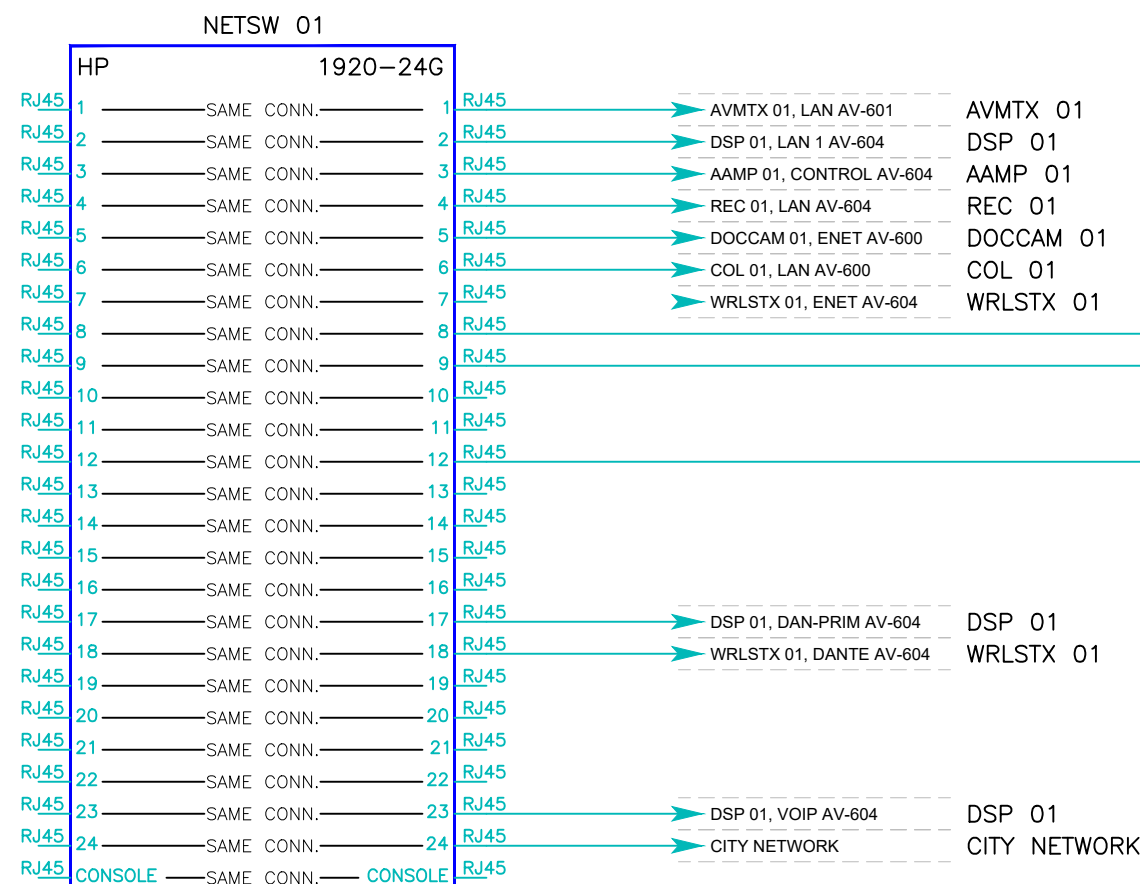 NETSW 01
HP 1920-24G
RJ45 1 SAME CONN. 1 RJ45 AVMTX 01, LAN AV-601 AVMTX 01
RJ45 2 SAME CONN. 2 RJ45 DSP 01, LAN 1 AV-604 DSP 01
RJ45 3 SAME CONN. 3 RJ45 AAMP 01, CONTROL AV-604 AAMP 01
RJ45 4 SAME CONN. 4 RJ45 REC 01, LAN AV-604 REC 01
RJ45 5 SAME CONN. 5 RJ45 DOCCAM 01, ENET AV-600 DOCCAM 01
RJ45 6 SAME CONN. 6 RJ45 COL 01, LAN AV-600 COL 01
RJ45 7 SAME CONN. 7 RJ45 WRLSTX 01, ENET AV-604 WRLSTX 01
RJ45 8 SAME CONN. 8 RJ45
RJ45 9 SAME CONN. 9 RJ45
RJ45 10 SAME CONN. 10 RJ45
RJ45 11 SAME CONN. 11 RJ45
RJ45 12 SAME CONN. 12 RJ45
RJ45 13 SAME CONN. 13 RJ45
RJ45 14 SAME CONN. 14 RJ45
RJ45 15 SAME CONN. 15 RJ45
RJ45 16 SAME CONN. 16 RJ45
RJ45 17 SAME CONN. 17 RJ45 DSP 01, DAN-PRIM AV-604 DSP 01
RJ45 18 SAME CONN. 18 RJ45 WRLSTX 01, DANTE AV-604 WRLSTX 01
RJ45 19 SAME CONN. 19 RJ45
RJ45 20 SAME CONN. 20 RJ45
RJ45 21 SAME CONN. 21 RJ45
RJ45 22 SAME CONN. 22 RJ45
RJ45 23 SAME CONN. 23 RJ45 DSP 01, VOIP AV-604 DSP 01
RJ45 24 SAME CONN. 24 RJ45 CITY NETWORK CITY NETWORK
RJ45 CONSOLE SAME CONN. CONSOLE RJ45